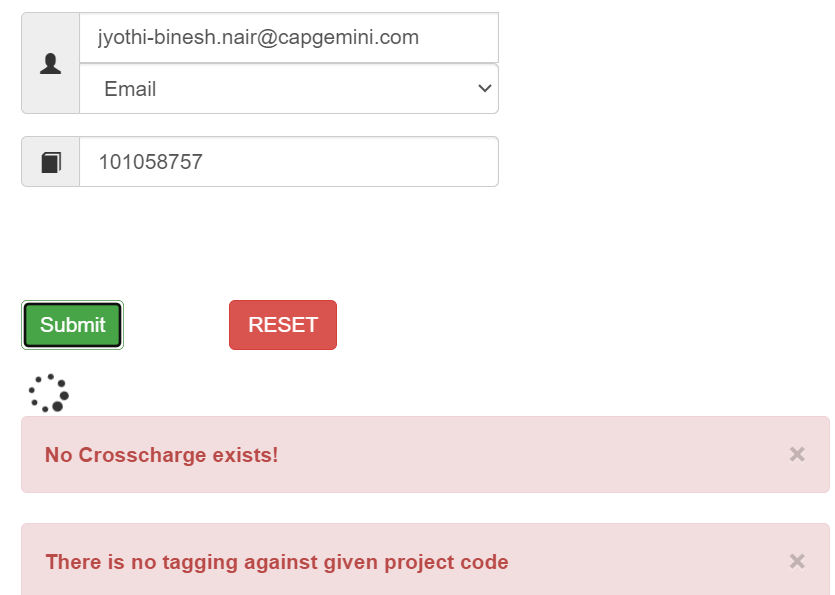 jyothi-binesh.nair@capgemini.com
Email
101058757
Submit
RESET
No Crosscharge exists!
×
There is no tagging against given project code
×